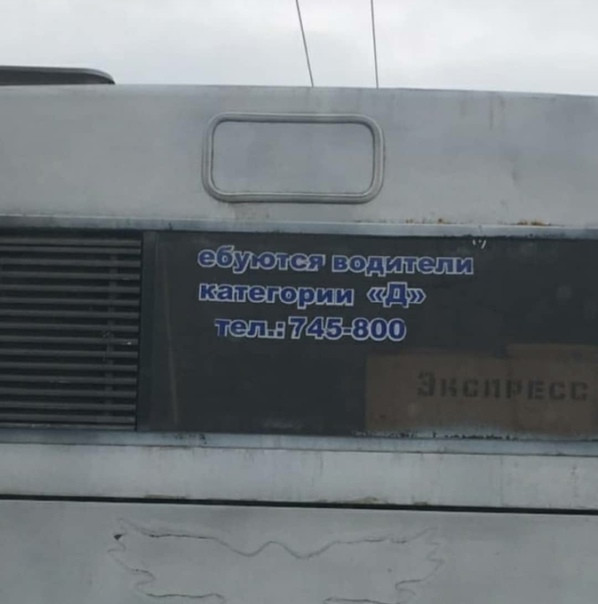 ебуются водители
категории «Д»
тел.: 745-800
Экспресс